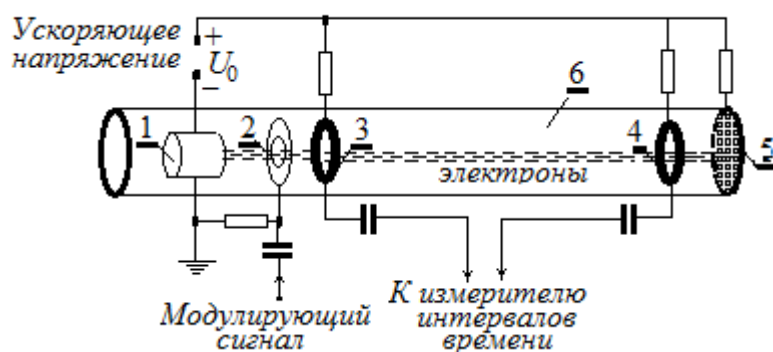 Ускоряющее
напряжение
+
U₀
−
1
2
3
6
4
5
электроны
Модулирующий
сигнал
К измерителю
интервалов
времени